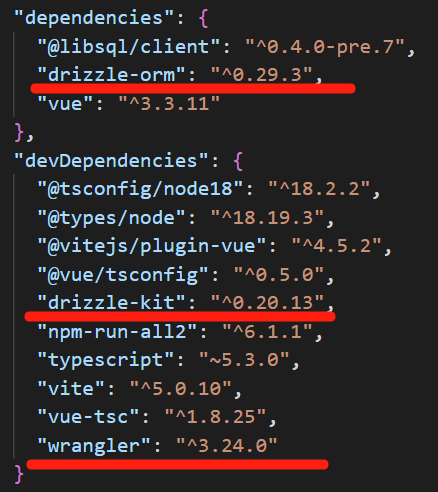 "dependencies": {
"@libsql/client": "^0.4.0-pre.7",
"drizzle-orm": "^0.29.3",
"vue": "^3.3.11"
},
"devDependencies": {
"@tsconfig/node18": "^18.2.2",
"@types/node": "^18.19.3",
"@vitejs/plugin-vue": "^4.5.2",
"@vue/tsconfig": "^0.5.0",
"drizzle-kit": "^0.20.13",
"npm-run-all2": "^6.1.1",
"typescript": "~5.3.0",
"vite": "^5.0.10",
"vue-tsc": "^1.8.25",
"wrangler": "^3.24.0"
}